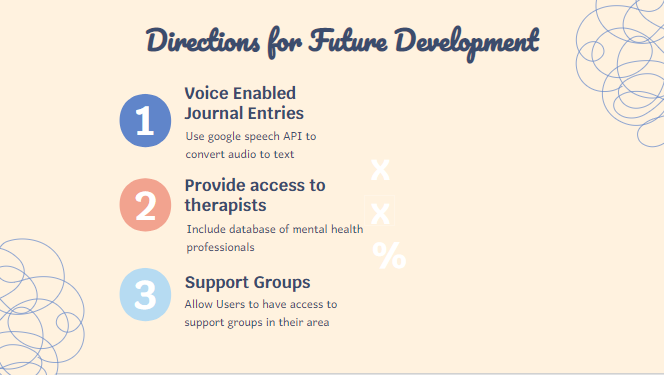 Directions for Future Development
1
Voice Enabled
Journal Entries
Use google speech API to
convert audio to text
2
Provide access to
therapists
Include database of mental health
professionals
3
Support Groups
Allow Users to have access to
support groups in their area
X
X
%